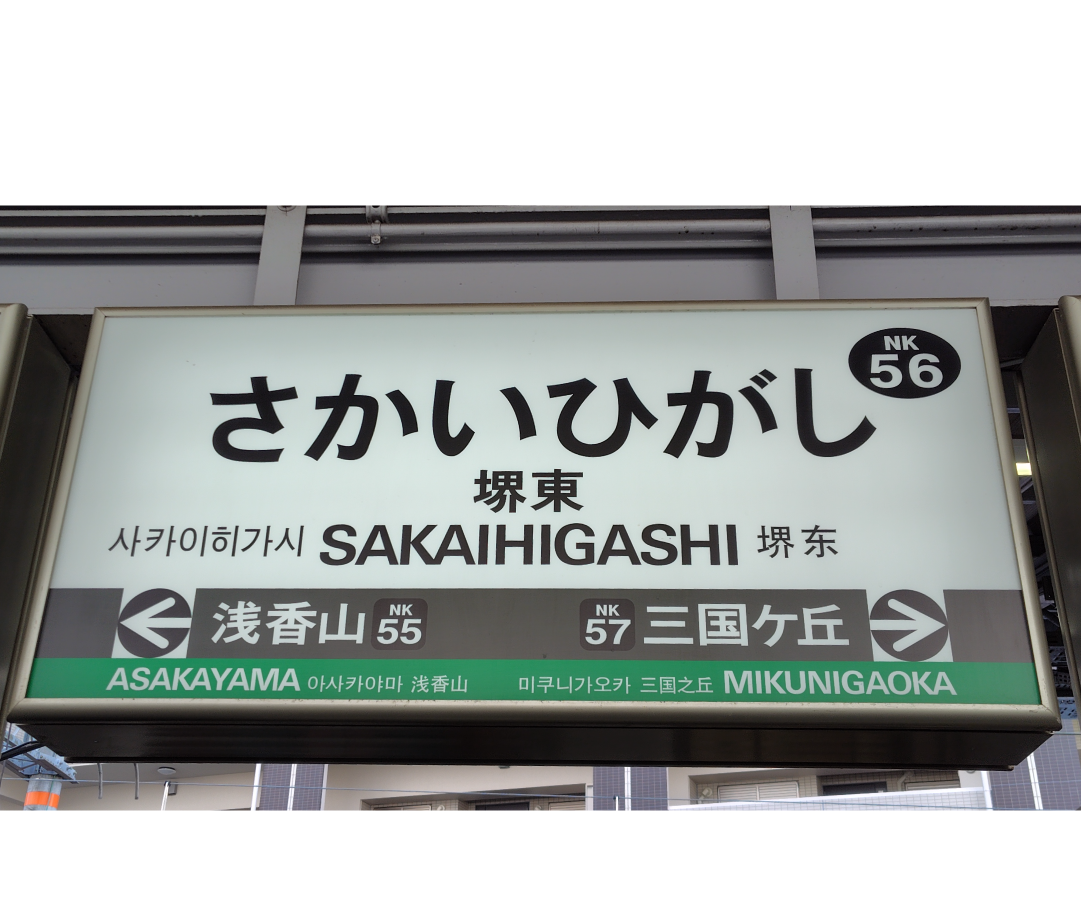 NK
56
さかいひがし
堺東
사카이히가시 SAKAIHIGASHI 堺东
浅香山 NK 55 NK 57 三国ケ丘
ASAKAYAMA 아사카야마 浅香山 미쿠니가오카 三国之丘 MIKUNIGAOKA